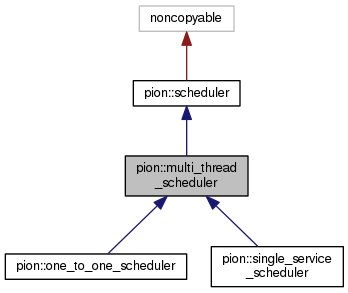 noncopyable
pion::scheduler
pion::multi_thread
_scheduler
pion::one_to_one_scheduler
pion::single_service
_scheduler